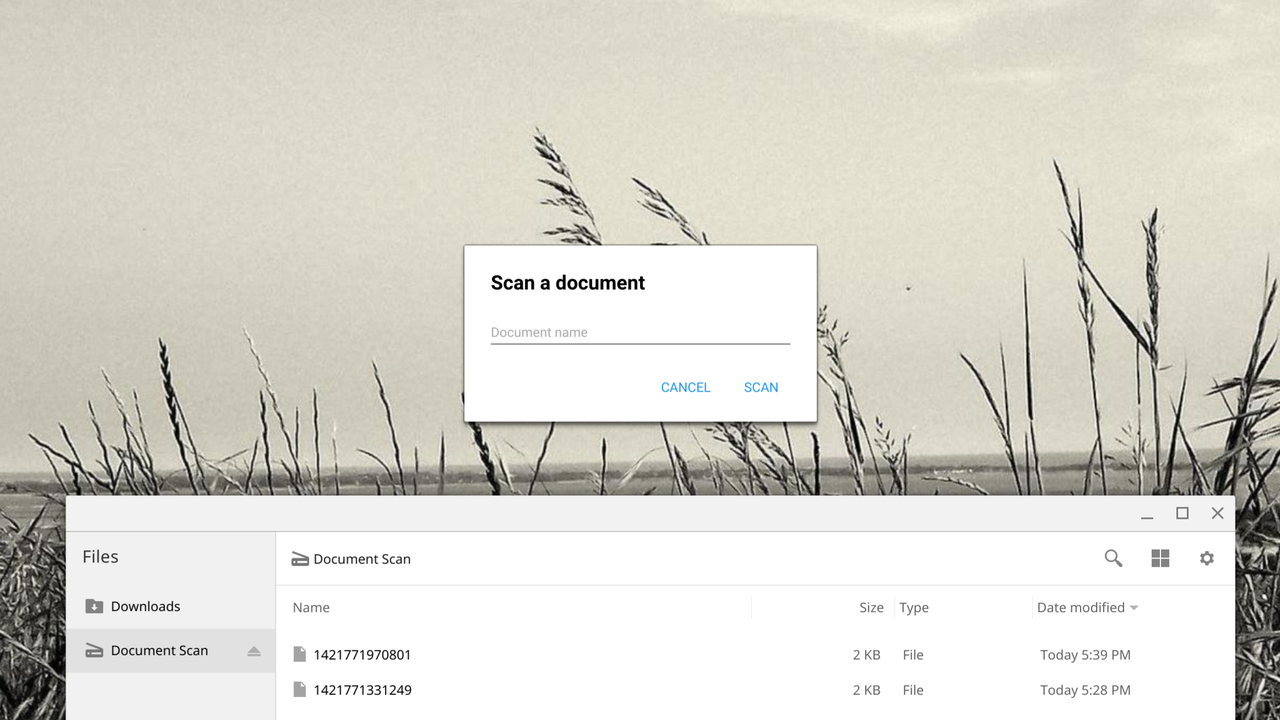 Scan a document
Document name
CANCEL SCAN
Files
Document Scan
Downloads
Document Scan
Name Size Type Date modified
1421771970801 2 KB File Today 5:39 PM
1421771331249 2 KB File Today 5:28 PM